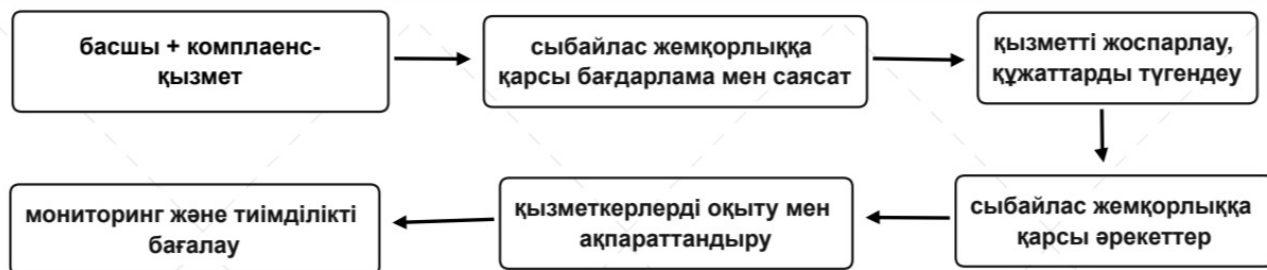 басшы + комплаенс-
қызмет
сыбайлас жемқорлыққа
қарсы бағдарлама мен саясат
қызметті жоспарлау,
құжаттарды түгендеу
сыбайлас жемқорлыққа
қарсы әрекеттер
қызметкерлерді оқыту мен
ақпараттандыру
мониторинг және тиімділікті
бағалау